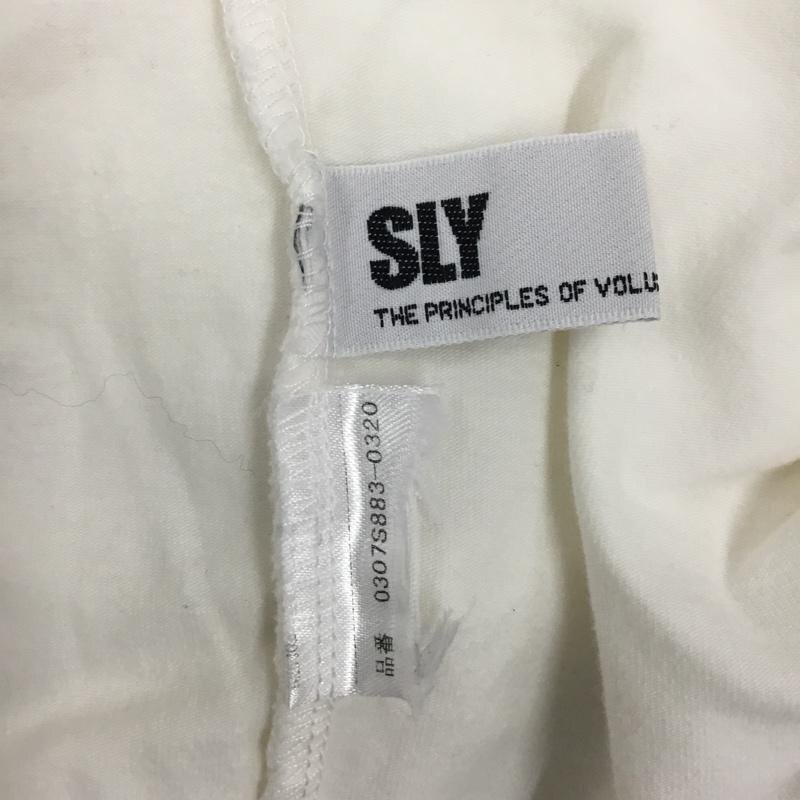 SLY
THE PRINCIPLES OF VOLU
品番 0307S883-0320